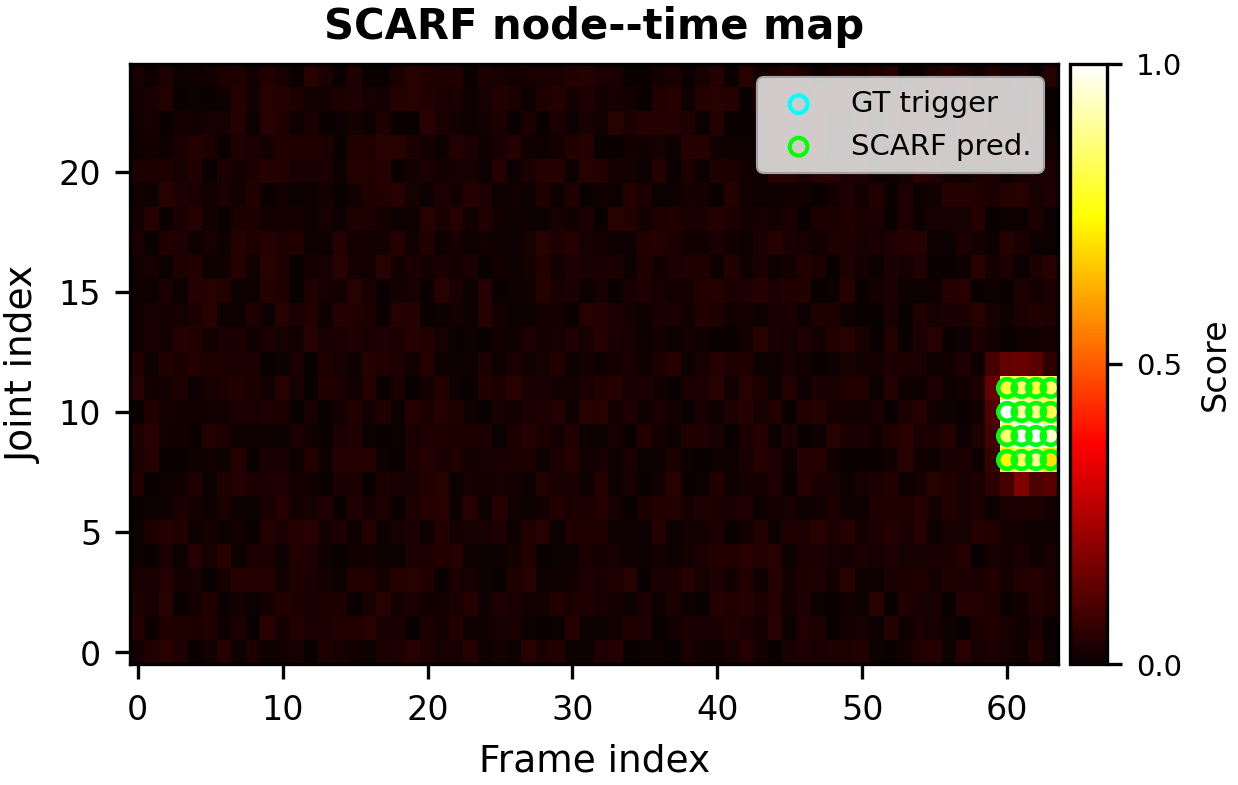 SCARF node--time map
GT trigger
SCARF pred.
Joint index
20
15
10
5
0
0 10 20 30 40 50 60
Frame index
1.0
0.5
0.0
Score